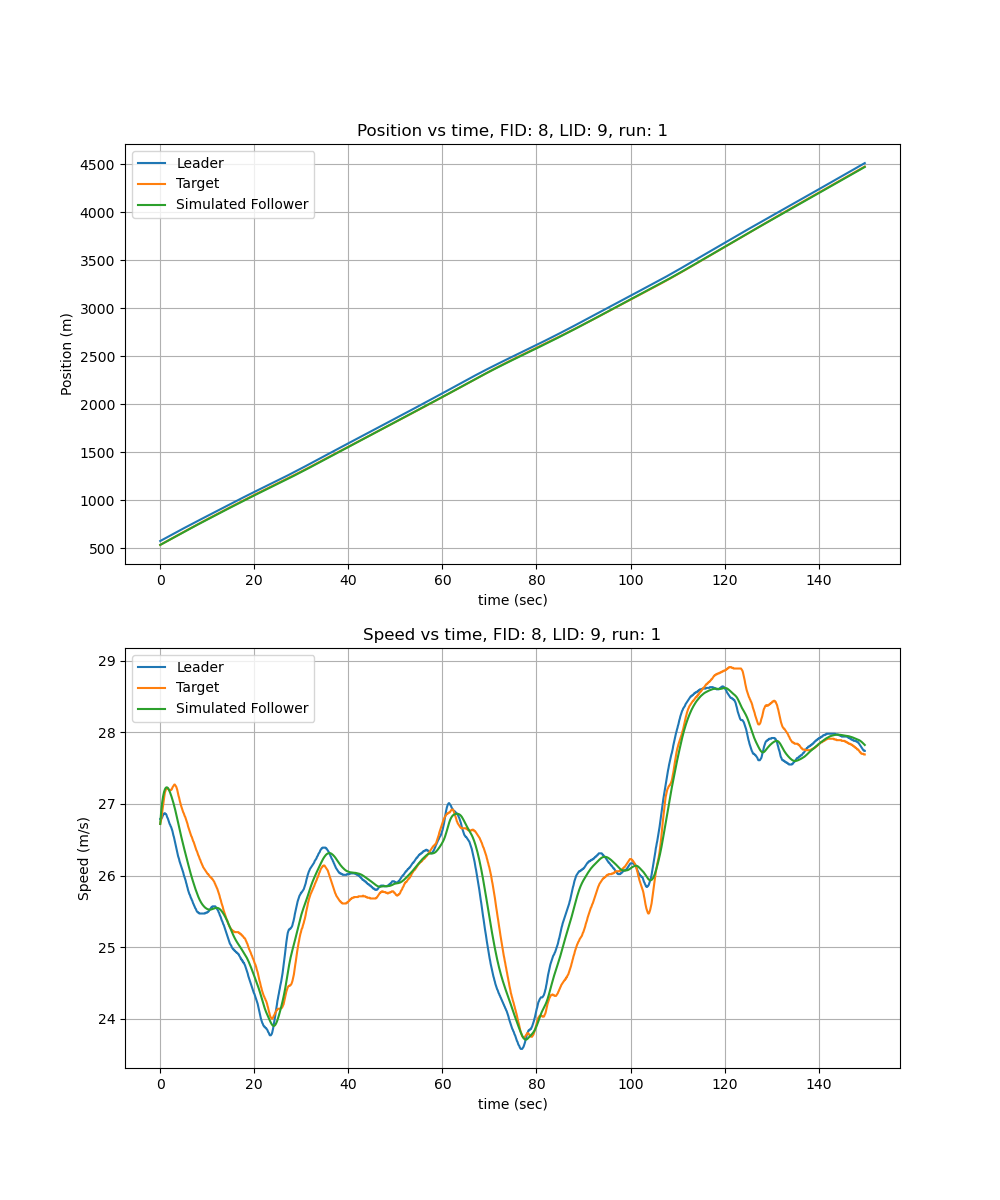 Position vs time, FID: 8, LID: 9, run: 1
Leader
Target
Simulated Follower
4500
4000
3500
3000
2500
2000
1500
1000
500
Position (m)
0 20 40 60 80 100 120 140
time (sec)
Speed vs time, FID: 8, LID: 9, run: 1
Leader
Target
Simulated Follower
29
28
27
26
25
24
Speed (m/s)
0 20 40 60 80 100 120 140
time (sec)